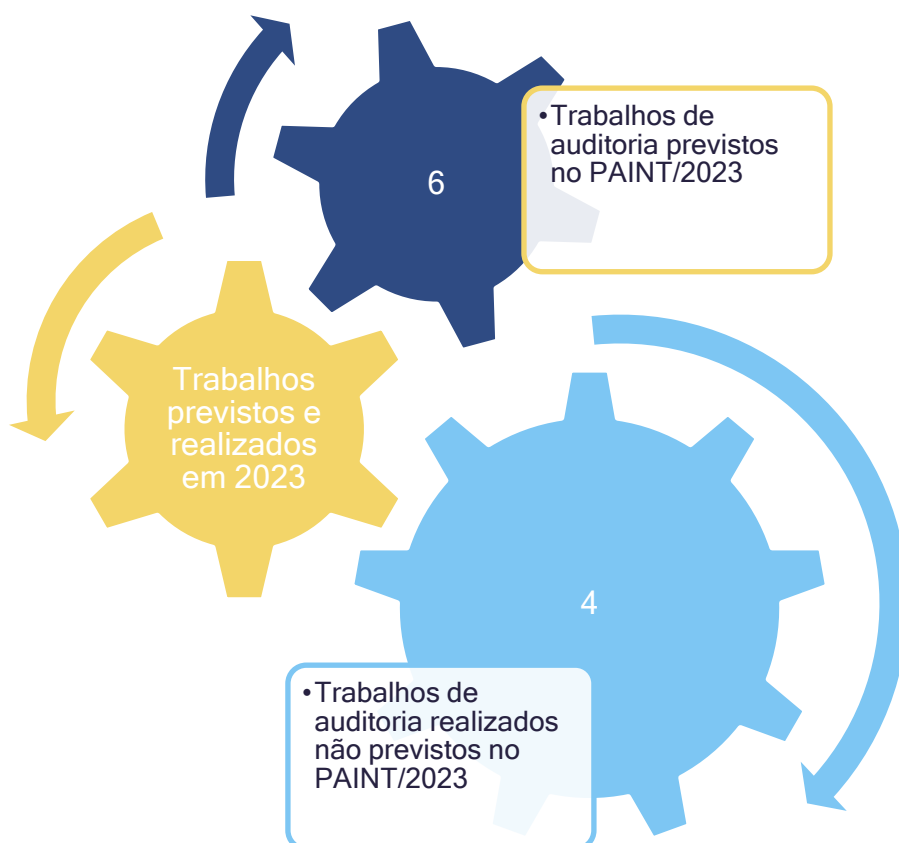 6
•Trabalhos de
auditoria previstos
no PAINT/2023
Trabalhos
previstos e
realizados
em 2023
4
•Trabalhos de
auditoria realizados
não previstos no
PAINT/2023